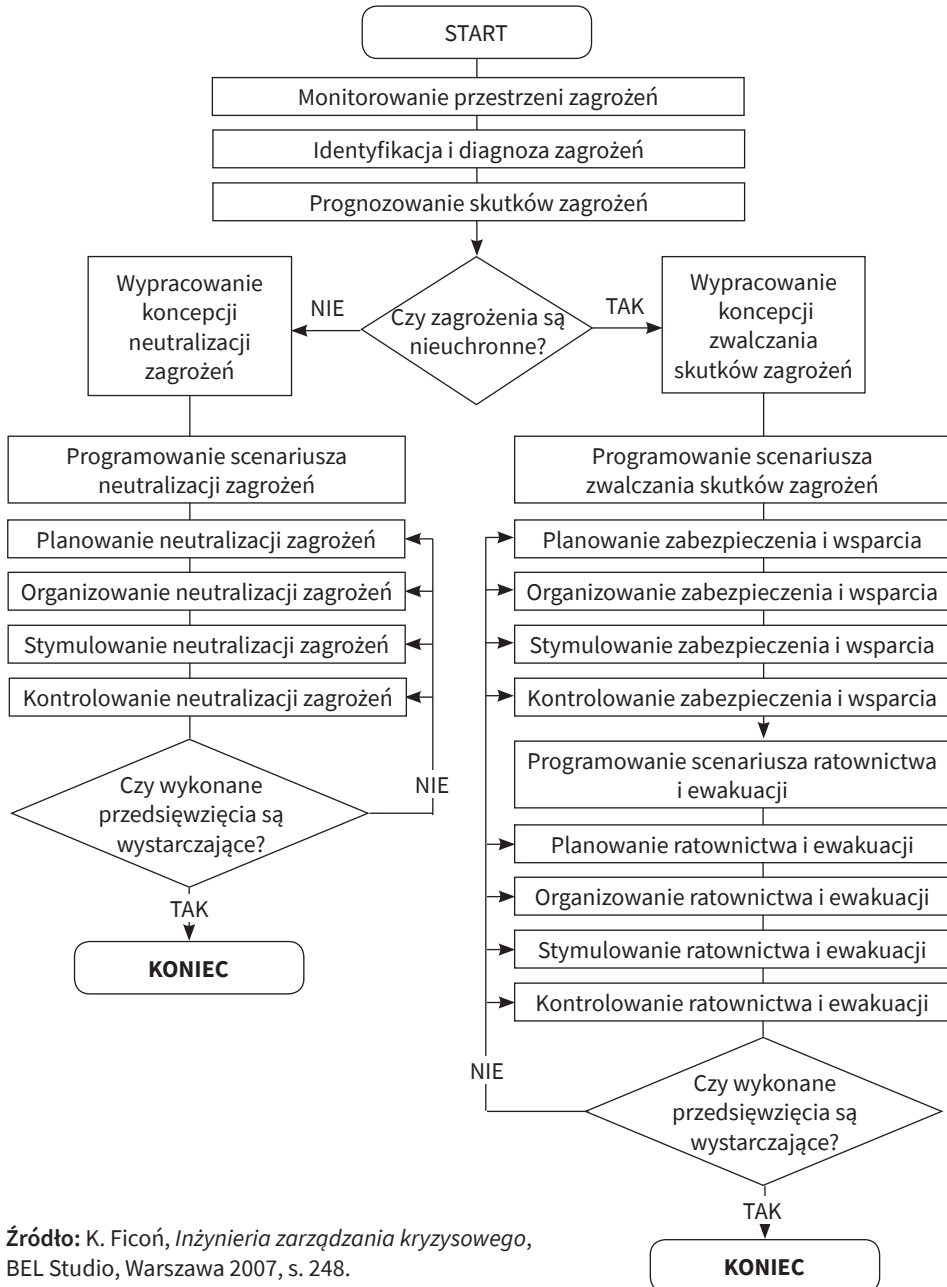 START
Monitorowanie przestrzeni zagrożeń
Identyfikacja i diagnoza zagrożeń
Prognozowanie skutków zagrożeń
Czy zagrożenia są
nieuchronne?
NIE
TAK
Wypracowanie
koncepcji
neutralizacji
zagrożeń
Programowanie scenariusza
neutralizacji zagrożeń
Planowanie neutralizacji zagrożeń
Organizowanie neutralizacji zagrożeń
Stymulowanie neutralizacji zagrożeń
Kontrolowanie neutralizacji zagrożeń
Czy wykonane
przedsięwzięcia są
wystarczające?
NIE
TAK
KONIEC
Wypracowanie
koncepcji
zwalczania
skutków zagrożeń
Programowanie scenariusza
zwalczania skutków zagrożeń
Planowanie zabezpieczenia i wsparcia
Organizowanie zabezpieczenia i wsparcia
Stymulowanie zabezpieczenia i wsparcia
Kontrolowanie zabezpieczenia i wsparcia
Programowanie scenariusza ratownictwa
i ewakuacji
Planowanie ratownictwa i ewakuacji
Organizowanie ratownictwa i ewakuacji
Stymulowanie ratownictwa i ewakuacji
Kontrolowanie ratownictwa i ewakuacji
NIE
Czy wykonane
przedsięwzięcia są
wystarczające?
TAK
KONIEC
Źródło: K. Ficoń, Inżynieria zarządzania kryzysowego,
BEL Studio, Warszawa 2007, s. 248.